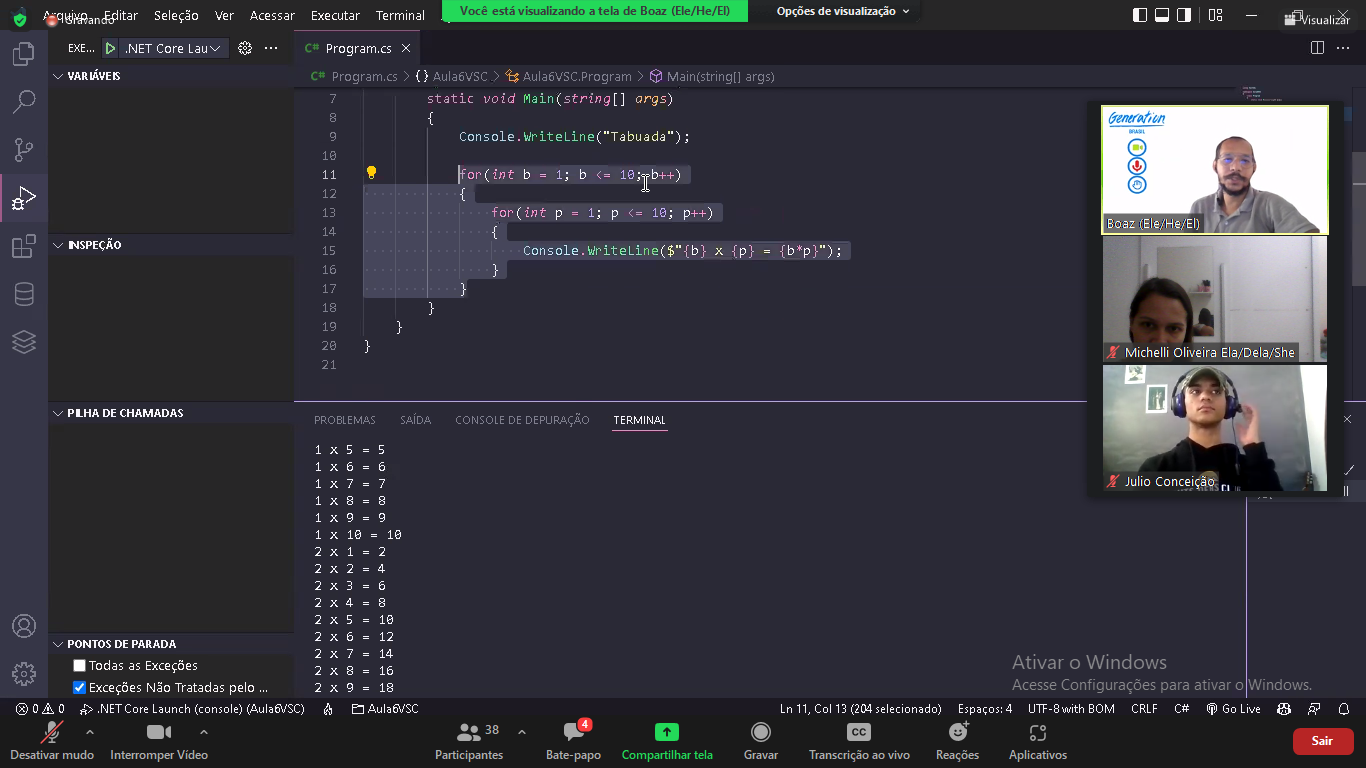 Você está visualizando a tela de Boaz (Ele/He/El)
Opções de visualização
Arquivo Editar Seleção Ver Acessar Executar Terminal
Gravando
Visualizar
EXE... .NET Core Lau
Program.cs
Program.cs > {} Aula6VSC > Aula6VSC.Program > Main(string[] args)
VARIÁVEIS
INSPEÇÃO
PILHA DE CHAMADAS
PONTOS DE PARADA
Todas as Exceções
Exceções Não Tratadas pelo ...
7 static void Main(string[] args)
8 {
9 Console.WriteLine("Tabuada");
10
11 for(int b = 1; b <= 10; b++)
12 {
13 for(int p = 1; p <= 10; p++)
14 {
15 Console.WriteLine($"{b} x {p} = {b*p}");
16 }
17 }
18 }
19 }
20 }
21
Generation
BRASIL
Boaz (Ele/He/El)
Michelli Oliveira Ela/Dela/She
Julio Conceição
PROBLEMAS SAÍDA CONSOLE DE DEPURAÇÃO TERMINAL
1 x 5 = 5
1 x 6 = 6
1 x 7 = 7
1 x 8 = 8
1 x 9 = 9
1 x 10 = 10
2 x 1 = 2
2 x 2 = 4
2 x 3 = 6
2 x 4 = 8
2 x 5 = 10
2 x 6 = 12
2 x 7 = 14
2 x 8 = 16
2 x 9 = 18
Ativar o Windows
Acesse Configurações para ativar o Windows.
0 0 .NET Core Launch (console) (Aula6VSC) Aula6VSC
Ln 11, Col 13 (204 selecionado) Espaços: 4 UTF-8 with BOM CRLF C# Go Live
38
4
Desativar mudo Interromper Vídeo Participantes Bate-papo Compartilhar tela Gravar Transcrição ao vivo Reações Aplicativos
CC
Sair